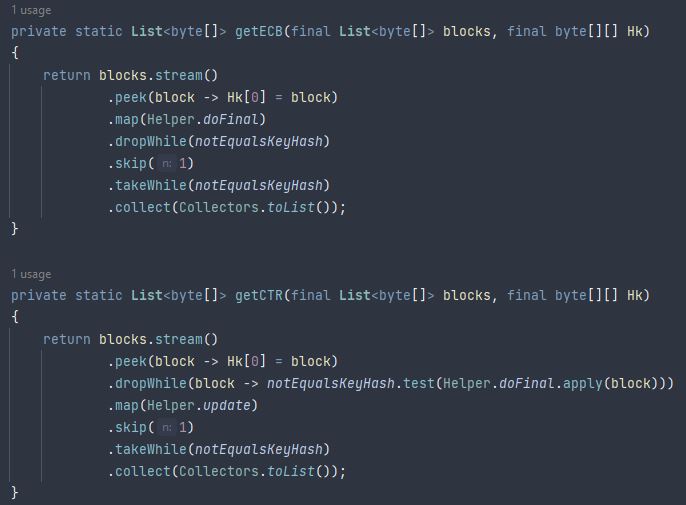 1 usage
private static List<byte[]> getECB(final List<byte[]> blocks, final byte[][] Hk)
{
return blocks.stream()
.peek(block -> Hk[0] = block)
.map(Helper.doFinal)
.dropWhile(notEqualsKeyHash)
.skip( n: 1)
.takeWhile(notEqualsKeyHash)
.collect(Collectors.toList());
}
1 usage
private static List<byte[]> getCTR(final List<byte[]> blocks, final byte[][] Hk)
{
return blocks.stream()
.peek(block -> Hk[0] = block)
.dropWhile(block -> notEqualsKeyHash.test(Helper.doFinal.apply(block)))
.map(Helper.update)
.skip( n: 1)
.takeWhile(notEqualsKeyHash)
.collect(Collectors.toList());
}